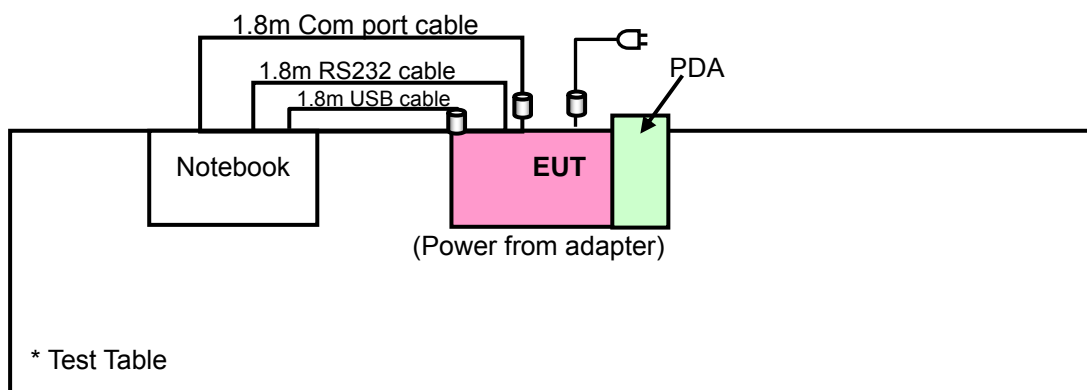 1.8m Com port cable
1.8m RS232 cable
PDA
1.8m USB cable
Notebook
EUT
(Power from adapter)
* Test Table